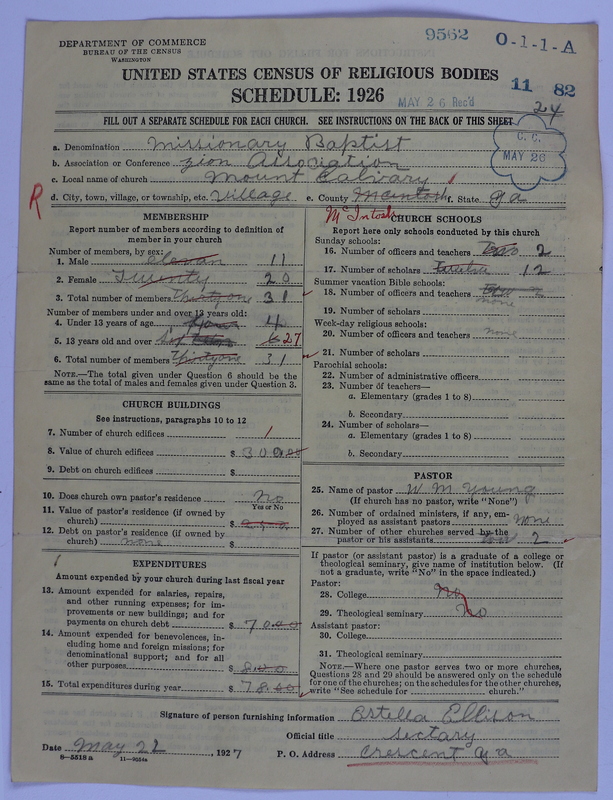 9562
O-1-1-A
DEPARTMENT OF COMMERCE
BUREAU OF THE CENSUS
WASHINGTON
UNITED STATES CENSUS OF RELIGIOUS BODIES
SCHEDULE: 1926
MAY 26 Rec'd
11 82
24
FILL OUT A SEPARATE SCHEDULE FOR EACH CHURCH. SEE INSTRUCTIONS ON THE BACK OF THIS SHEET
C. C.
MAY 26
a. Denomination Missionary Baptist
b. Association or Conference Zion Association
c. Local name of church Mount Calvary
R
d. City, town, village, or township, etc. Village e. County McIntosh f. State, ga
McIntosh
MEMBERSHIP
Report number of members according to definition of
member in your church
Number of members, by sex:
1. Male eleven 11
2. Female Twenty 20
3. Total number of members Thirtyone 31
Number of members under and over 13 years old:
4. Under 13 years of age four 4
5. 13 years old and over 27
6. Total number of members Thirtyone 31
NOTE.—The total given under Question 6 should be the
same as the total of males and females given under Question 3.
CHURCH BUILDINGS
See instructions, paragraphs 10 to 12
7. Number of church edifices 1
8. Value of church edifices $ 300.00
9. Debt on church edifices $
10. Does church own pastor's residence No
Yes or No
11. Value of pastor's residence (if owned by
church) $
12. Debt on pastor's residence (if owned by
church) none $
EXPENDITURES
Amount expended by your church during last fiscal year
13. Amount expended for salaries, repairs,
and other running expenses; for im-
provements or new buildings; and for
payments on church debt $ 70.00
14. Amount expended for benevolences, in-
cluding home and foreign missions; for
denominational support; and for all
other purposes $ 8.00
15. Total expenditures during year $ 78.00
CHURCH SCHOOLS
Report here only schools conducted by this church
Sunday schools:
16. Number of officers and teachers two 2
17. Number of scholars twelve 12
Summer vacation Bible schools:
18. Number of officers and teachers two 2
none
19. Number of scholars
Week-day religious schools:
20. Number of officers and teachers none
21. Number of scholars
Parochial schools:
22. Number of administrative officers
23. Number of teachers—
a. Elementary (grades 1 to 8)
b. Secondary
24. Number of scholars—
a. Elementary (grades 1 to 8)
b. Secondary
PASTOR
25. Name of pastor W M Young
(If church has no pastor, write "None")
26. Number of ordained ministers, if any, em-
ployed as assistant pastors none
27. Number of other churches served by the
pastor or his assistants 2
If pastor (or assistant pastor) is a graduate of a college or
theological seminary, give name of institution below. (If
not a graduate, write "No" in the space indicated.)
Pastor:
28. College No
29. Theological seminary No
Assistant pastor:
30. College
31. Theological seminary
NOTE.—Where one pastor serves two or more churches,
Questions 28 and 29 should be answered only on the schedule
for one of the churches; on the schedules for the other churches,
write "See schedule for church."
Signature of person furnishing information Estella Ellison
Official title sectary
Date May 22, 1927 P. O. Address Crescent ga
8—5518 a 11—9034a